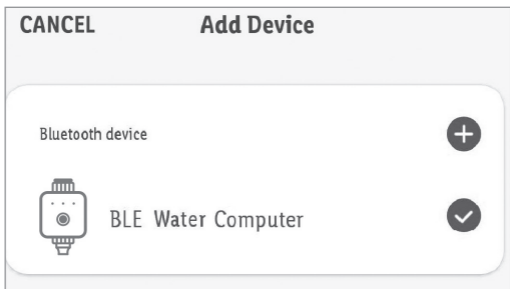 CANCEL Add Device
Bluetooth device
BLE Water Computer